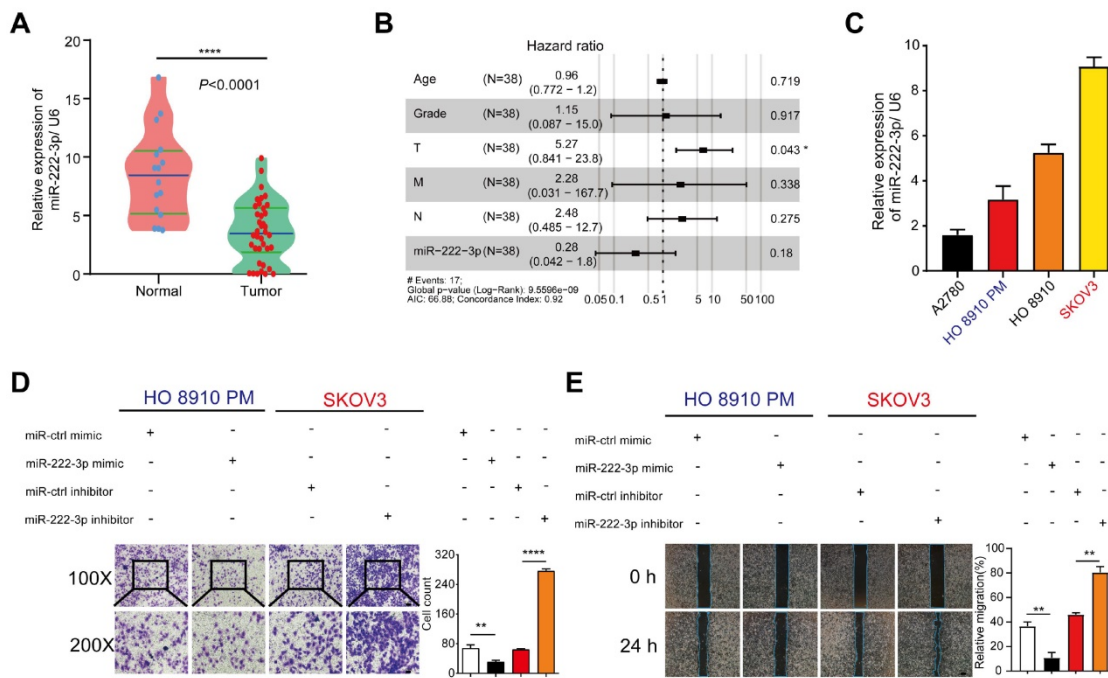 A
Relative expression of
miR-222-3p/ U6
20
15
10
5
0
****
P<0.0001
Normal
Tumor
B
Hazard ratio
Age (N=38) 0.96 0.719
(0.772 − 1.2)
Grade (N=38) 1.15 0.917
(0.087 − 15.0)
T (N=38) 5.27 0.043 *
(0.841 − 23.8)
M (N=38) 2.28 0.338
(0.031 − 167.7)
N (N=38) 2.48 0.275
(0.485 − 12.7)
miR−222−3p (N=38) 0.28 0.18
(0.042 − 1.8)
# Events: 17;
Global p−value (Log−Rank): 9.5596e−09
AIC: 66.88; Concordance Index: 0.92
0.05 0.1 0.5 1 5 10 50 100
C
Relative expression
of miR-222-3p/ U6
10
8
6
4
2
0
A2780
HO 8910 PM
HO 8910
SKOV3
D
HO 8910 PM SKOV3
miR-ctrl mimic + - - - + - - -
miR-222-3p mimic - + - - - + - -
miR-ctrl inhibitor - - + - - - + -
miR-222-3p inhibitor - - - + - - - +
100X
200X
Cell count
320
240
160
80
0
**
****
E
HO 8910 PM SKOV3
miR-ctrl mimic + - - - + - - -
miR-222-3p mimic - + - - - + - -
miR-ctrl inhibitor - - + - - - + -
miR-222-3p inhibitor - - - + - - - +
0 h
24 h
Relative migration(%)
100
80
60
40
20
0
**
**